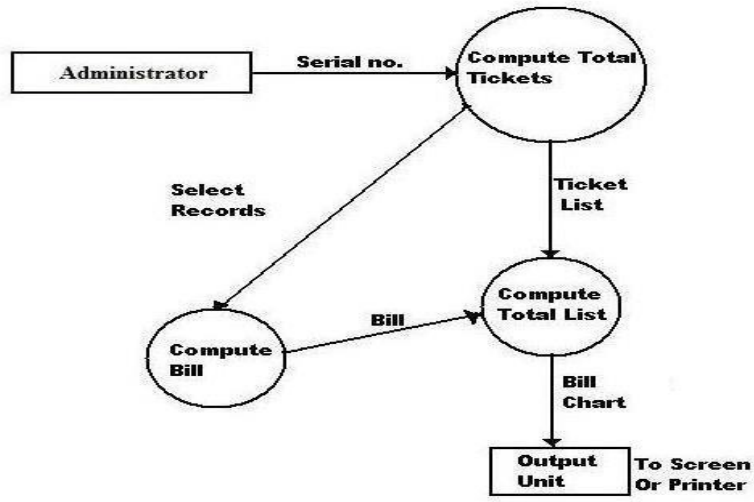 Administrator
Serial no.
Compute Total
Tickets
Select
Records
Ticket
List
Compute
Total List
Bill
Compute
Bill
Bill
Chart
Output
Unit
To Screen
Or Printer